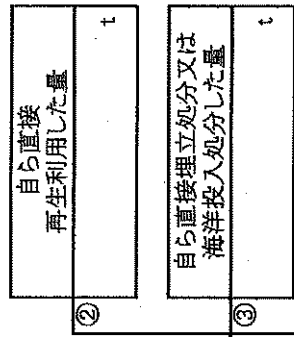 自ら直接
再生利用した量
② t
自ら直接埋立処分又は
海洋投入処分した量
③ t